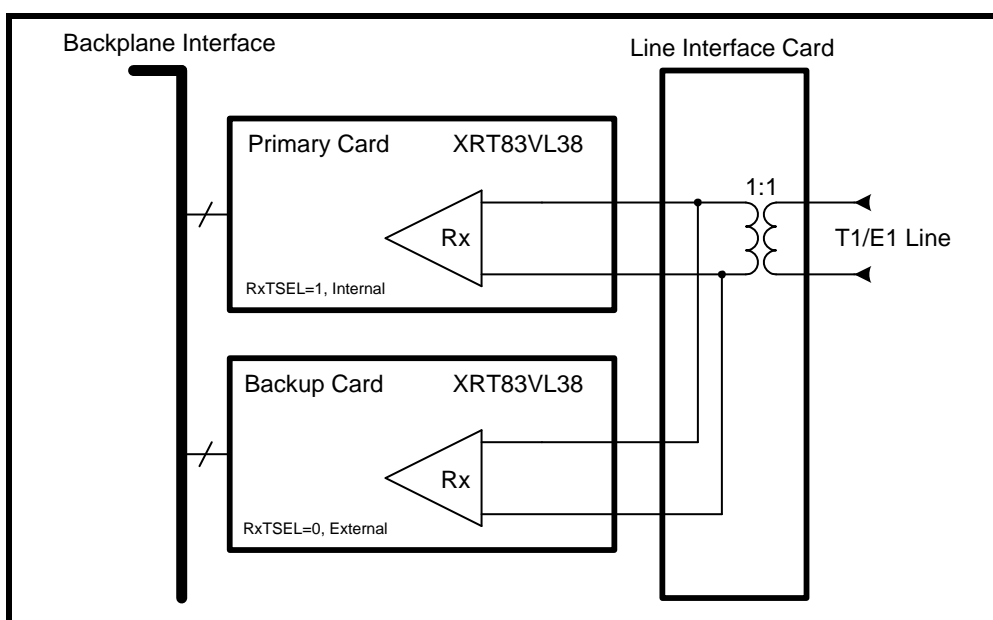 Backplane Interface
Line Interface Card
Primary Card XRT83VL38
1:1
Rx
T1/E1 Line
RxTSEL=1, Internal
Backup Card XRT83VL38
Rx
RxTSEL=0, External